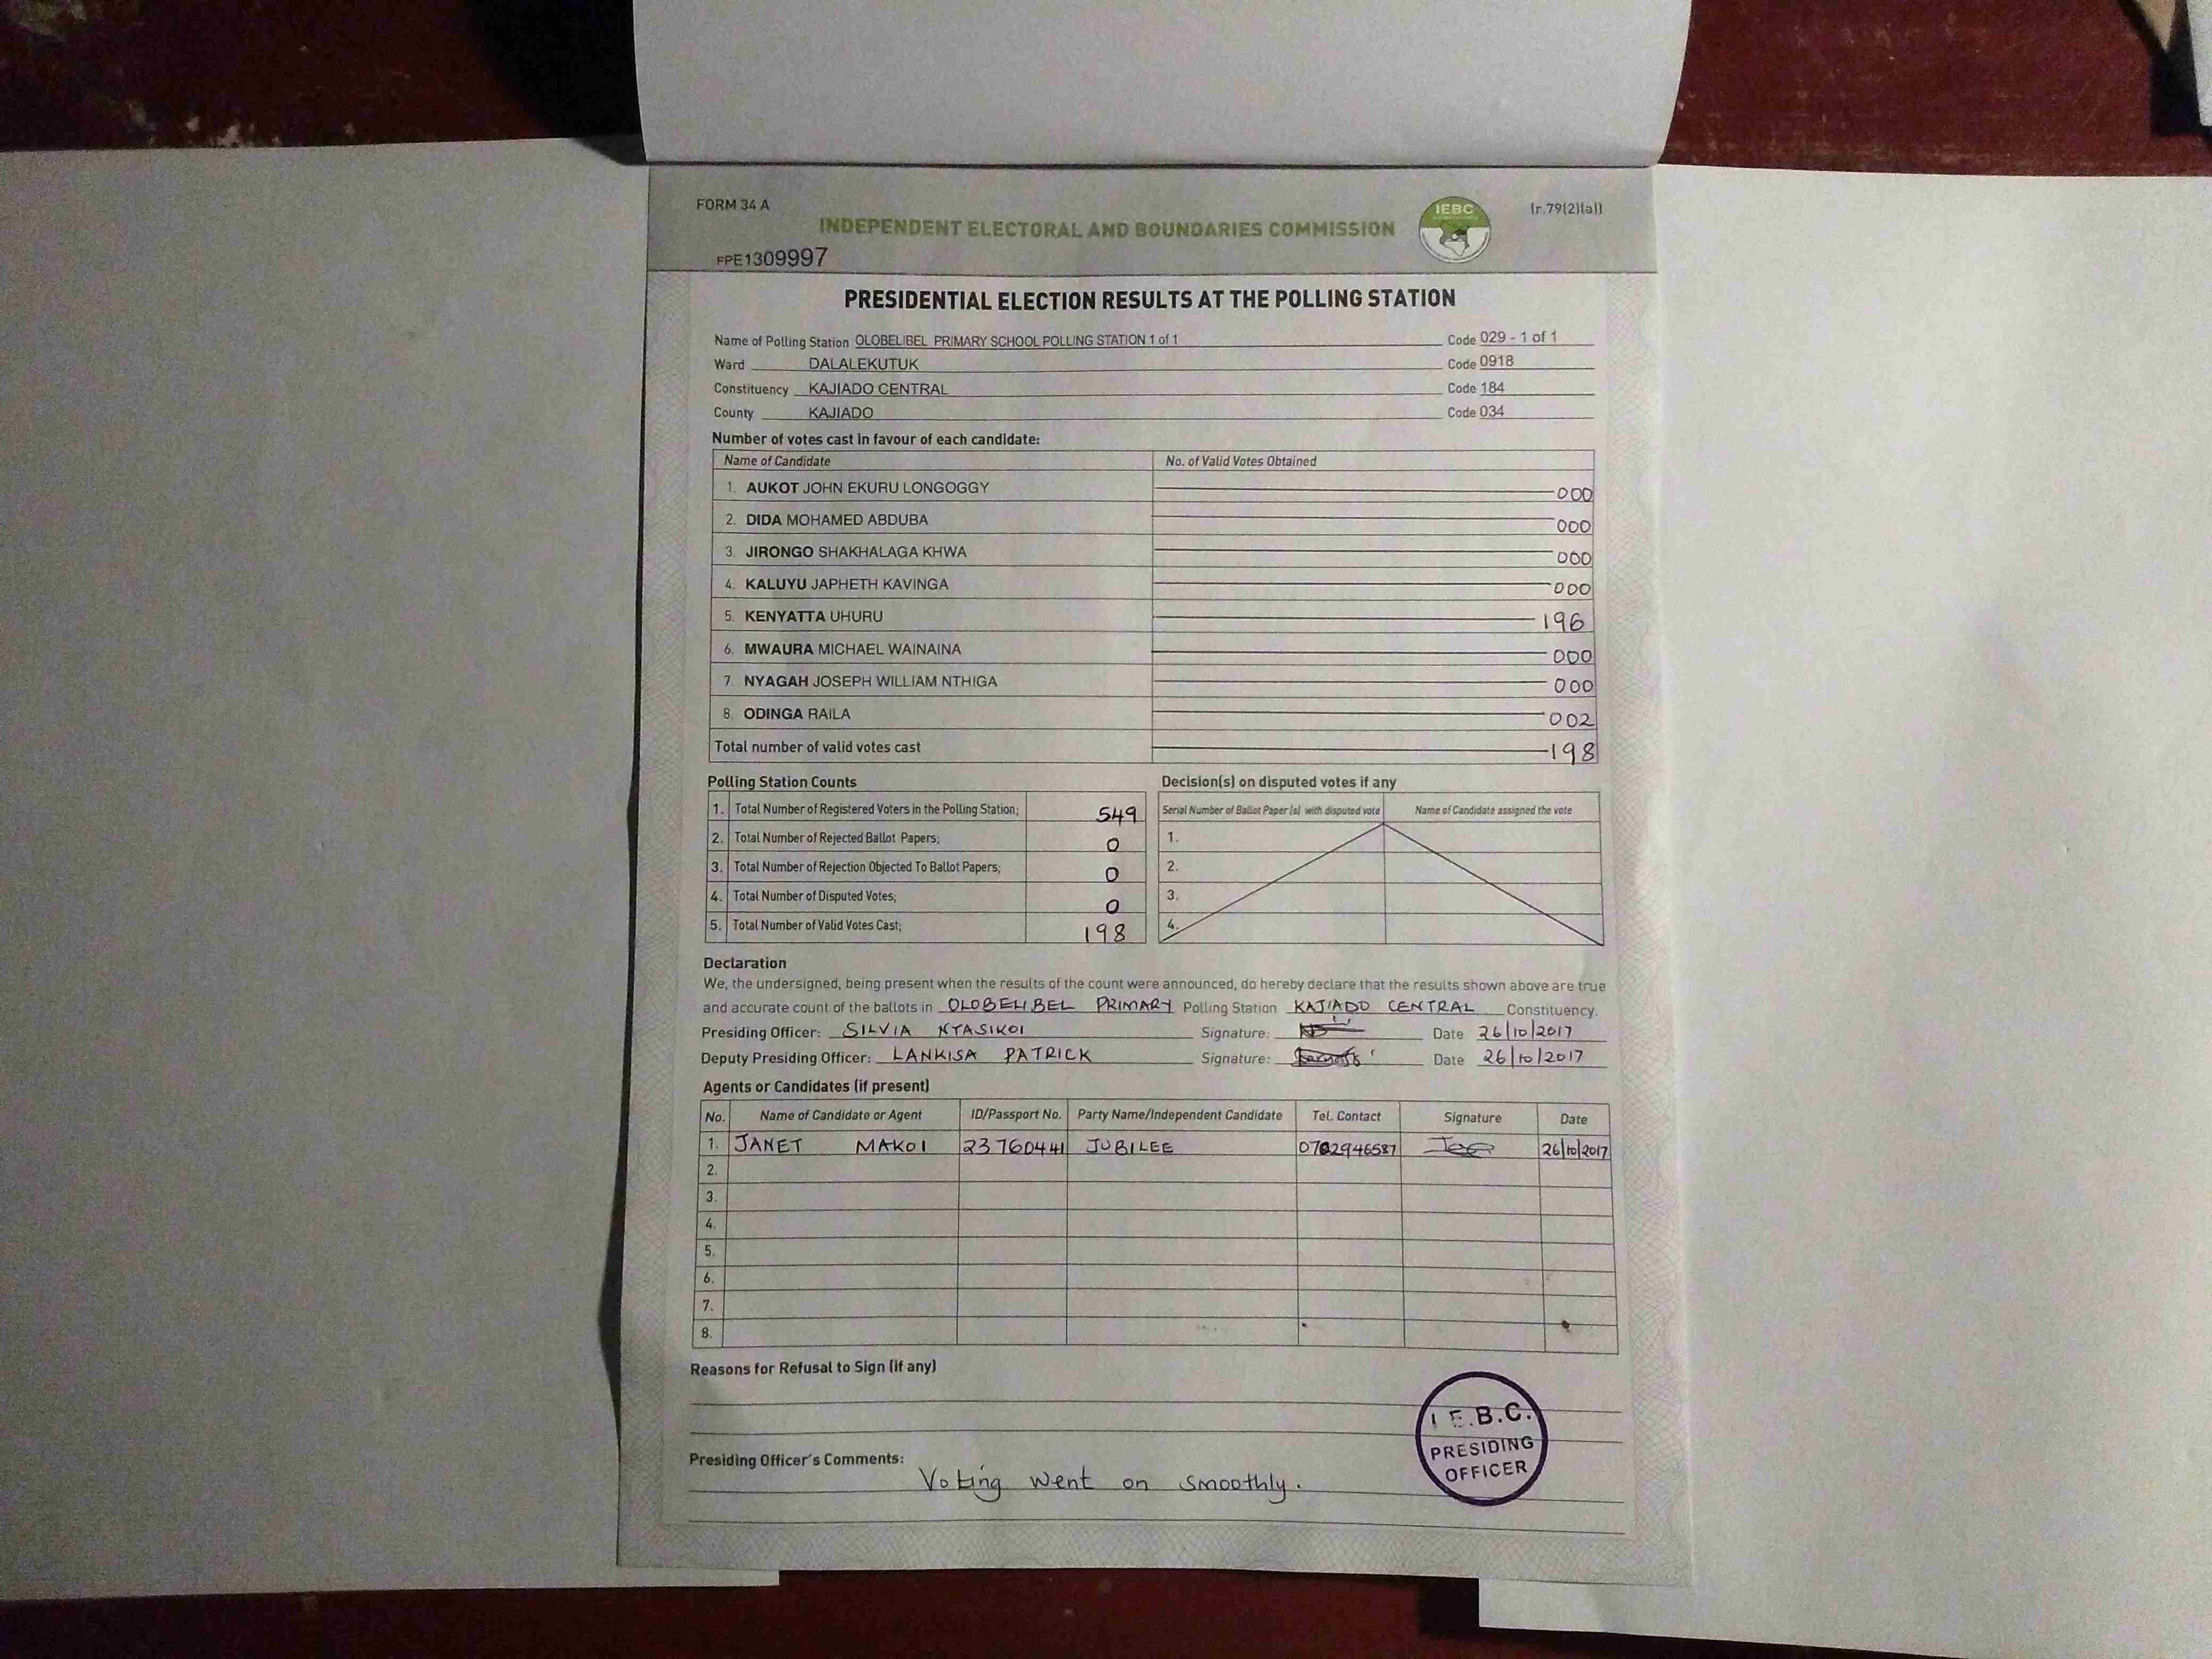 FORM 34 A
IEBC
(r.79(2)(a))
INDEPENDENT ELECTORAL AND BOUNDARIES COMMISSION
FPE1309997
PRESIDENTIAL ELECTION RESULTS AT THE POLLING STATION
Name of Polling Station OLOBELIBEL PRIMARY SCHOOL POLLING STATION 1 of 1 Code 029 - 1 of 1
Ward DALALEKUTUK Code 0918
Constituency KAJIADO CENTRAL Code 184
County KAJIADO Code 034
Number of votes cast in favour of each candidate:
Name of Candidate No. of Valid Votes Obtained
1. AUKOT JOHN EKURU LONGOGGY 000
2. DIDA MOHAMED ABDUBA 000
3. JIRONGO SHAKHALAGA KHWA 000
4. KALUYU JAPHETH KAVINGA 000
5. KENYATTA UHURU 196
6. MWAURA MICHAEL WAINAINA 000
7. NYAGAH JOSEPH WILLIAM NTHIGA 000
8. ODINGA RAILA 002
Total number of valid votes cast 198
Polling Station Counts
1. Total Number of Registered Voters in the Polling Station; 549
2. Total Number of Rejected Ballot Papers; 0
3. Total Number of Rejection Objected To Ballot Papers; 0
4. Total Number of Disputed Votes; 0
5. Total Number of Valid Votes Cast; 198
Decision(s) on disputed votes if any
Serial Number of Ballot Paper (s) with disputed vote Name of Candidate assigned the vote
1.
2.
3.
4.
Declaration
We, the undersigned, being present when the results of the count were announced, do hereby declare that the results shown above are true
and accurate count of the ballots in OLOBELIBEL PRIMARY Polling Station KAJIADO CENTRAL Constituency.
Presiding Officer: SILVIA NTASIKOI Signature: Date 26/10/2017
Deputy Presiding Officer: LANKISA PATRICK Signature: Date 26/10/2017
Agents or Candidates (if present)
No. Name of Candidate or Agent ID/Passport No. Party Name/Independent Candidate Tel. Contact Signature Date
1. JANET MAKOI 23760441 JUBILEE 0702946587 26/10/2017
2.
3.
4.
5.
6.
7.
8.
Reasons for Refusal to Sign (if any)
I.E.B.C.
PRESIDING
OFFICER
Presiding Officer's Comments:
Voting went on smoothly.